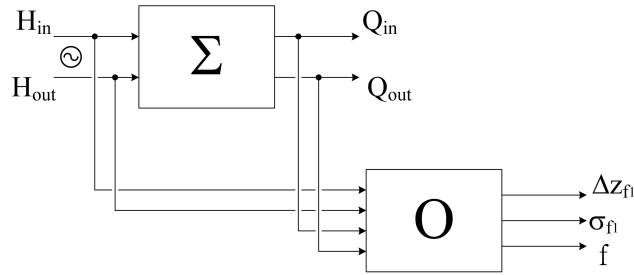 H_in
Q_in
Σ
H_out
Q_out
Δz_f1
O
σ_f1
f